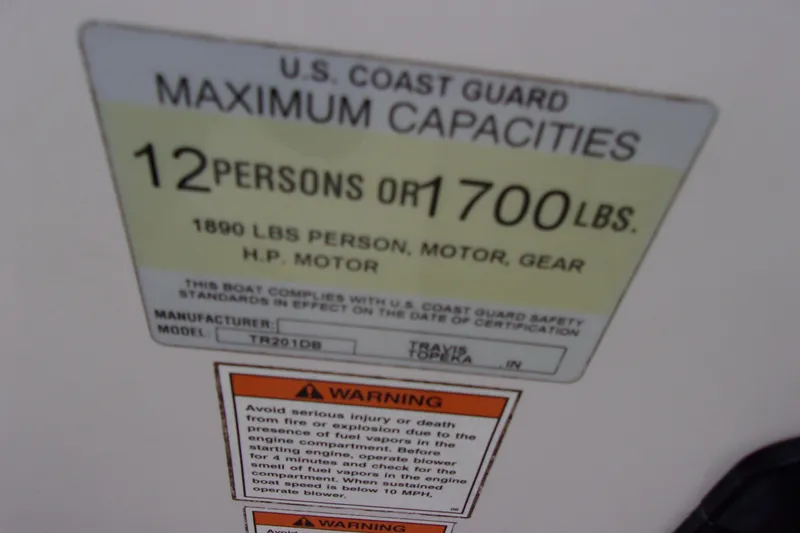 U.S. COAST GUARD
MAXIMUM CAPACITIES
12 PERSONS OR 1700 LBS.
1890 LBS PERSON, MOTOR, GEAR
H.P. MOTOR
THIS BOAT COMPLIES WITH U.S. COAST GUARD SAFETY
STANDARDS IN EFFECT ON THE DATE OF CERTIFICATION
MANUFACTURER:
MODEL: TR201DB TRAVIS
TOPEKA ,IN
WARNING
Avoid serious injury or death
from fire or explosion due to the
presence of fuel vapors in the
engine compartment. Before
starting engine, operate blower
for 4 minutes and check for the
smell of fuel vapors in the engine
compartment. When sustained
boat speed is below 10 MPH,
operate blower.
WARNING